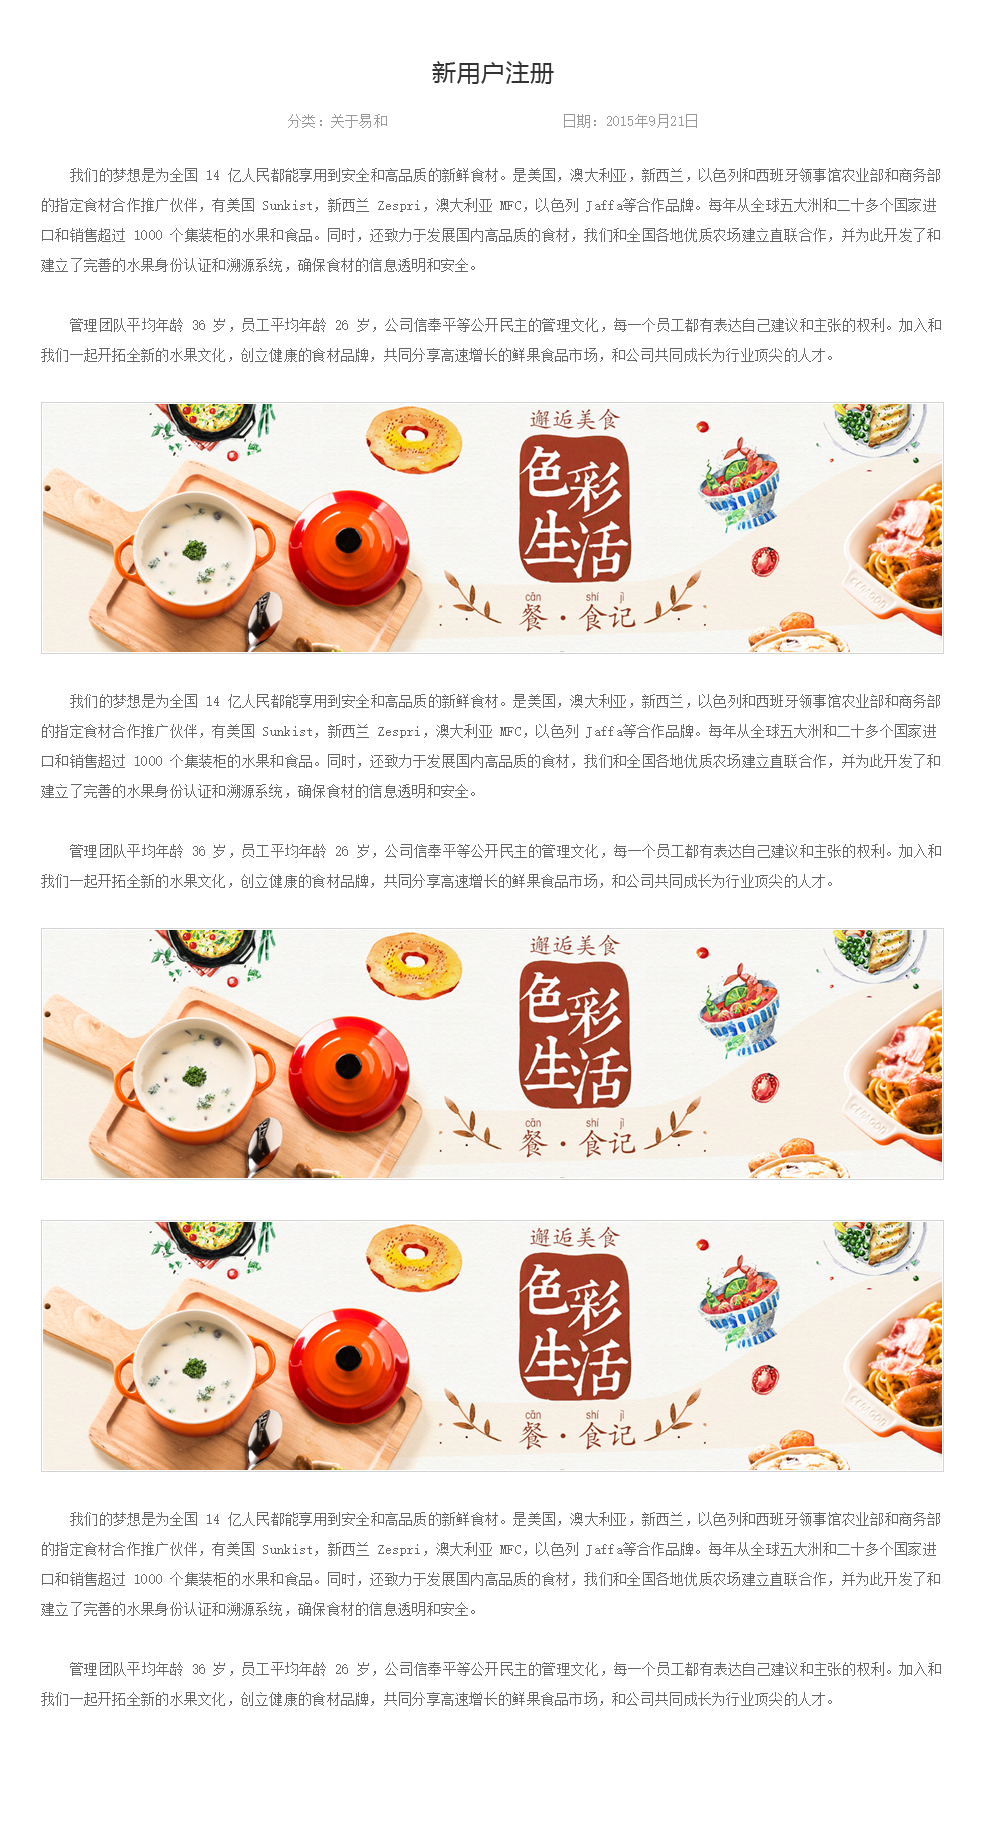 新用户注册
分类：关于易和 日期：2015年9月21日
我们的梦想是为全国 14 亿人民都能享用到安全和高品质的新鲜食材。是美国，澳大利亚，新西兰，以色列和西班牙领事馆农业部和商务部
的指定食材合作推广伙伴，有美国 Sunkist，新西兰 Zespri，澳大利亚 MFC，以色列 Jaffa等合作品牌。每年从全球五大洲和二十多个国家进
口和销售超过 1000 个集装柜的水果和食品。同时，还致力于发展国内高品质的食材，我们和全国各地优质农场建立直联合作，并为此开发了和
建立了完善的水果身份认证和溯源系统，确保食材的信息透明和安全。
管理团队平均年龄 36 岁，员工平均年龄 26 岁，公司信奉平等公开民主的管理文化，每一个员工都有表达自己建议和主张的权利。加入和
我们一起开拓全新的水果文化，创立健康的食材品牌，共同分享高速增长的鲜果食品市场，和公司共同成长为行业顶尖的人才。
邂逅美食
色彩
生活
cān shí jì
餐·食记
我们的梦想是为全国 14 亿人民都能享用到安全和高品质的新鲜食材。是美国，澳大利亚，新西兰，以色列和西班牙领事馆农业部和商务部
的指定食材合作推广伙伴，有美国 Sunkist，新西兰 Zespri，澳大利亚 MFC，以色列 Jaffa等合作品牌。每年从全球五大洲和二十多个国家进
口和销售超过 1000 个集装柜的水果和食品。同时，还致力于发展国内高品质的食材，我们和全国各地优质农场建立直联合作，并为此开发了和
建立了完善的水果身份认证和溯源系统，确保食材的信息透明和安全。
管理团队平均年龄 36 岁，员工平均年龄 26 岁，公司信奉平等公开民主的管理文化，每一个员工都有表达自己建议和主张的权利。加入和
我们一起开拓全新的水果文化，创立健康的食材品牌，共同分享高速增长的鲜果食品市场，和公司共同成长为行业顶尖的人才。
邂逅美食
色彩
生活
cān shí jì
餐·食记
邂逅美食
色彩
生活
cān shí jì
餐·食记
我们的梦想是为全国 14 亿人民都能享用到安全和高品质的新鲜食材。是美国，澳大利亚，新西兰，以色列和西班牙领事馆农业部和商务部
的指定食材合作推广伙伴，有美国 Sunkist，新西兰 Zespri，澳大利亚 MFC，以色列 Jaffa等合作品牌。每年从全球五大洲和二十多个国家进
口和销售超过 1000 个集装柜的水果和食品。同时，还致力于发展国内高品质的食材，我们和全国各地优质农场建立直联合作，并为此开发了和
建立了完善的水果身份认证和溯源系统，确保食材的信息透明和安全。
管理团队平均年龄 36 岁，员工平均年龄 26 岁，公司信奉平等公开民主的管理文化，每一个员工都有表达自己建议和主张的权利。加入和
我们一起开拓全新的水果文化，创立健康的食材品牌，共同分享高速增长的鲜果食品市场，和公司共同成长为行业顶尖的人才。